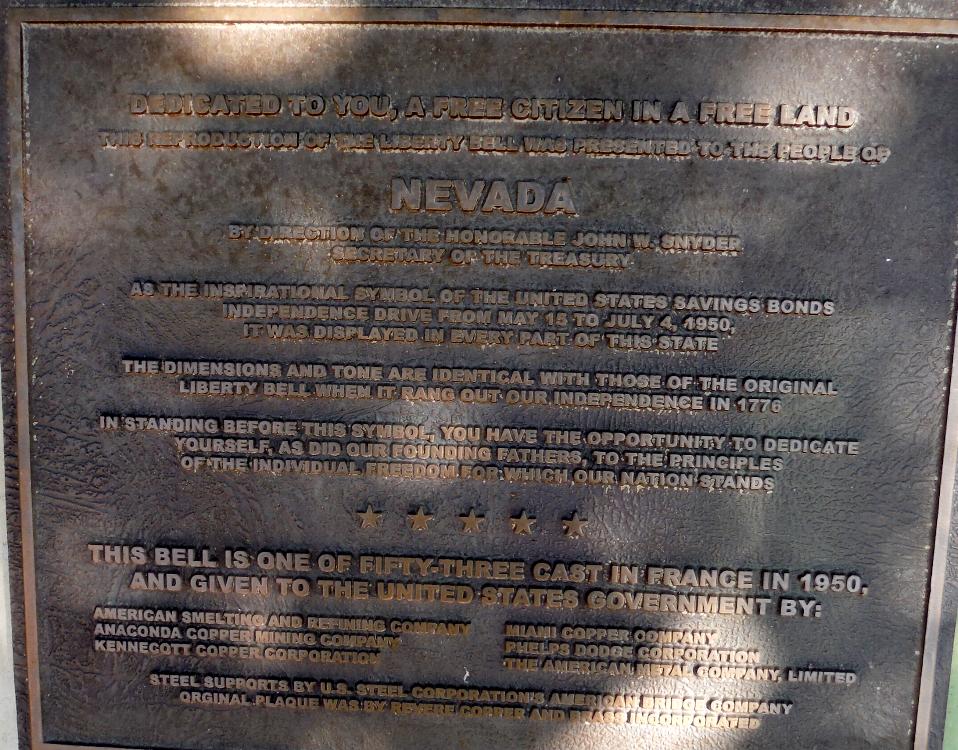 DEDICATED TO YOU, A FREE CITIZEN IN A FREE LAND
THIS REPRODUCTION OF THE LIBERTY BELL WAS PRESENTED TO THE PEOPLE OF
NEVADA
BY DIRECTION OF THE HONORABLE JOHN W. SNYDER
SECRETARY OF THE TREASURY
AS THE INSPIRATIONAL SYMBOL OF THE UNITED STATES SAVINGS BONDS
INDEPENDENCE DRIVE FROM MAY 15 TO JULY 4, 1950,
IT WAS DISPLAYED IN EVERY PART OF THIS STATE
THE DIMENSIONS AND TONE ARE IDENTICAL WITH THOSE OF THE ORIGINAL
LIBERTY BELL WHEN IT RANG OUT OUR INDEPENDENCE IN 1776
IN STANDING BEFORE THIS SYMBOL, YOU HAVE THE OPPORTUNITY TO DEDICATE
YOURSELF, AS DID OUR FOUNDING FATHERS, TO THE PRINCIPLES
OF THE INDIVIDUAL FREEDOM FOR WHICH OUR NATION STANDS
THIS BELL IS ONE OF FIFTY-THREE CAST IN FRANCE IN 1950,
AND GIVEN TO THE UNITED STATES GOVERNMENT BY:
AMERICAN SMELTING AND REFINING COMPANY
ANACONDA COPPER MINING COMPANY
KENNECOTT COPPER CORPORATION
MIAMI COPPER COMPANY
PHELPS DODGE CORPORATION
THE AMERICAN METAL COMPANY, LIMITED
STEEL SUPPORTS BY U.S. STEEL CORPORATION'S AMERICAN BRIDGE COMPANY
ORGINAL PLAQUE WAS BY REVERE COPPER AND BRASS INCORPORATED